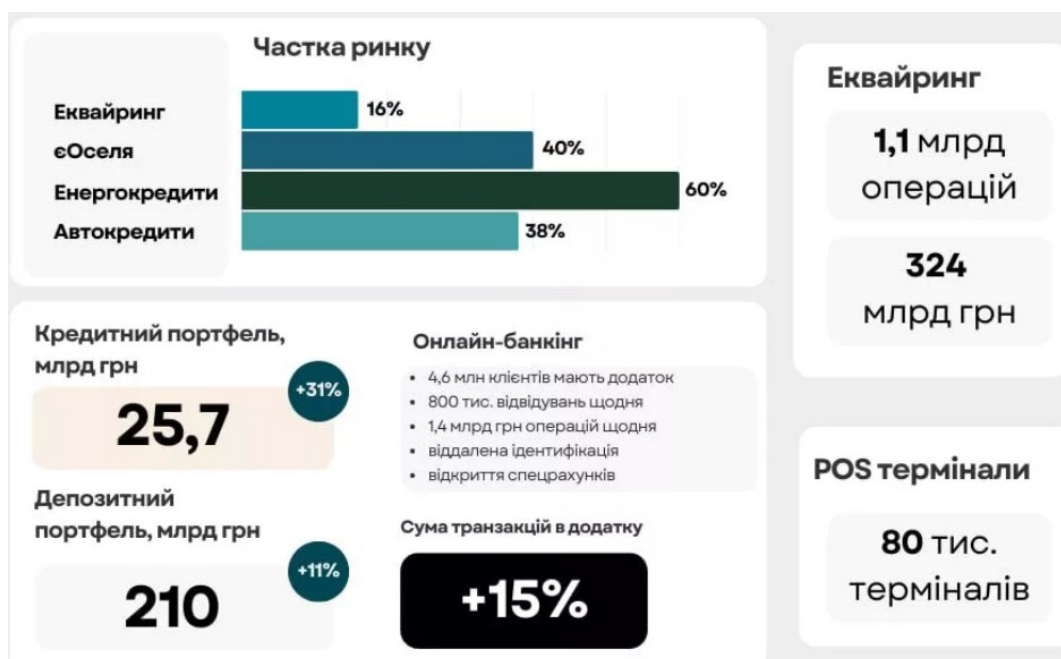 Частка ринку
Еквайринг
16%
єОселя
40%
Енергокредити
60%
Автокредити
38%
Еквайринг
1,1 млрд
операцій
324
млрд грн
Кредитний портфель,
млрд грн
+31%
25,7
Депозитний
портфель, млрд грн
+11%
210
Онлайн-банкінг
• 4,6 млн клієнтів мають додаток
• 800 тис. відвідувань щодня
• 1,4 млрд грн операцій щодня
• віддалена ідентифікація
• відкриття спецрахунків
Сума транзакцій в додатку
+15%
POS термінали
80 тис.
терміналів